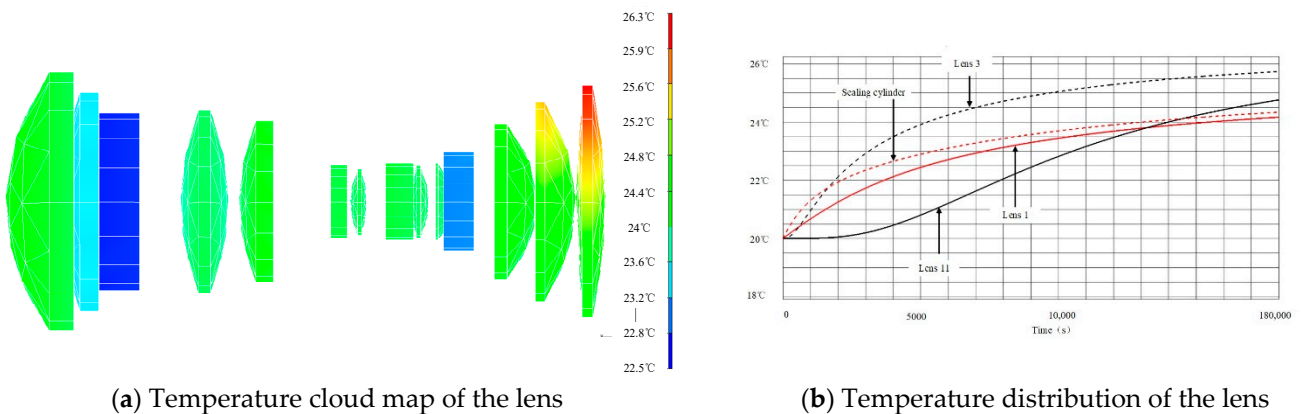 26.3℃
25.9℃
25.6℃
25.2℃
24.8℃
24.4℃
24℃
23.6℃
23.2℃
22.8℃
22.5℃
(a) Temperature cloud map of the lens
26℃
24℃
22℃
20℃
18℃
Lens 3
Sealing cylinder
Lens 1
Lens 11
0 5000 10,000 180,000
Time（s）
(b) Temperature distribution of the lens